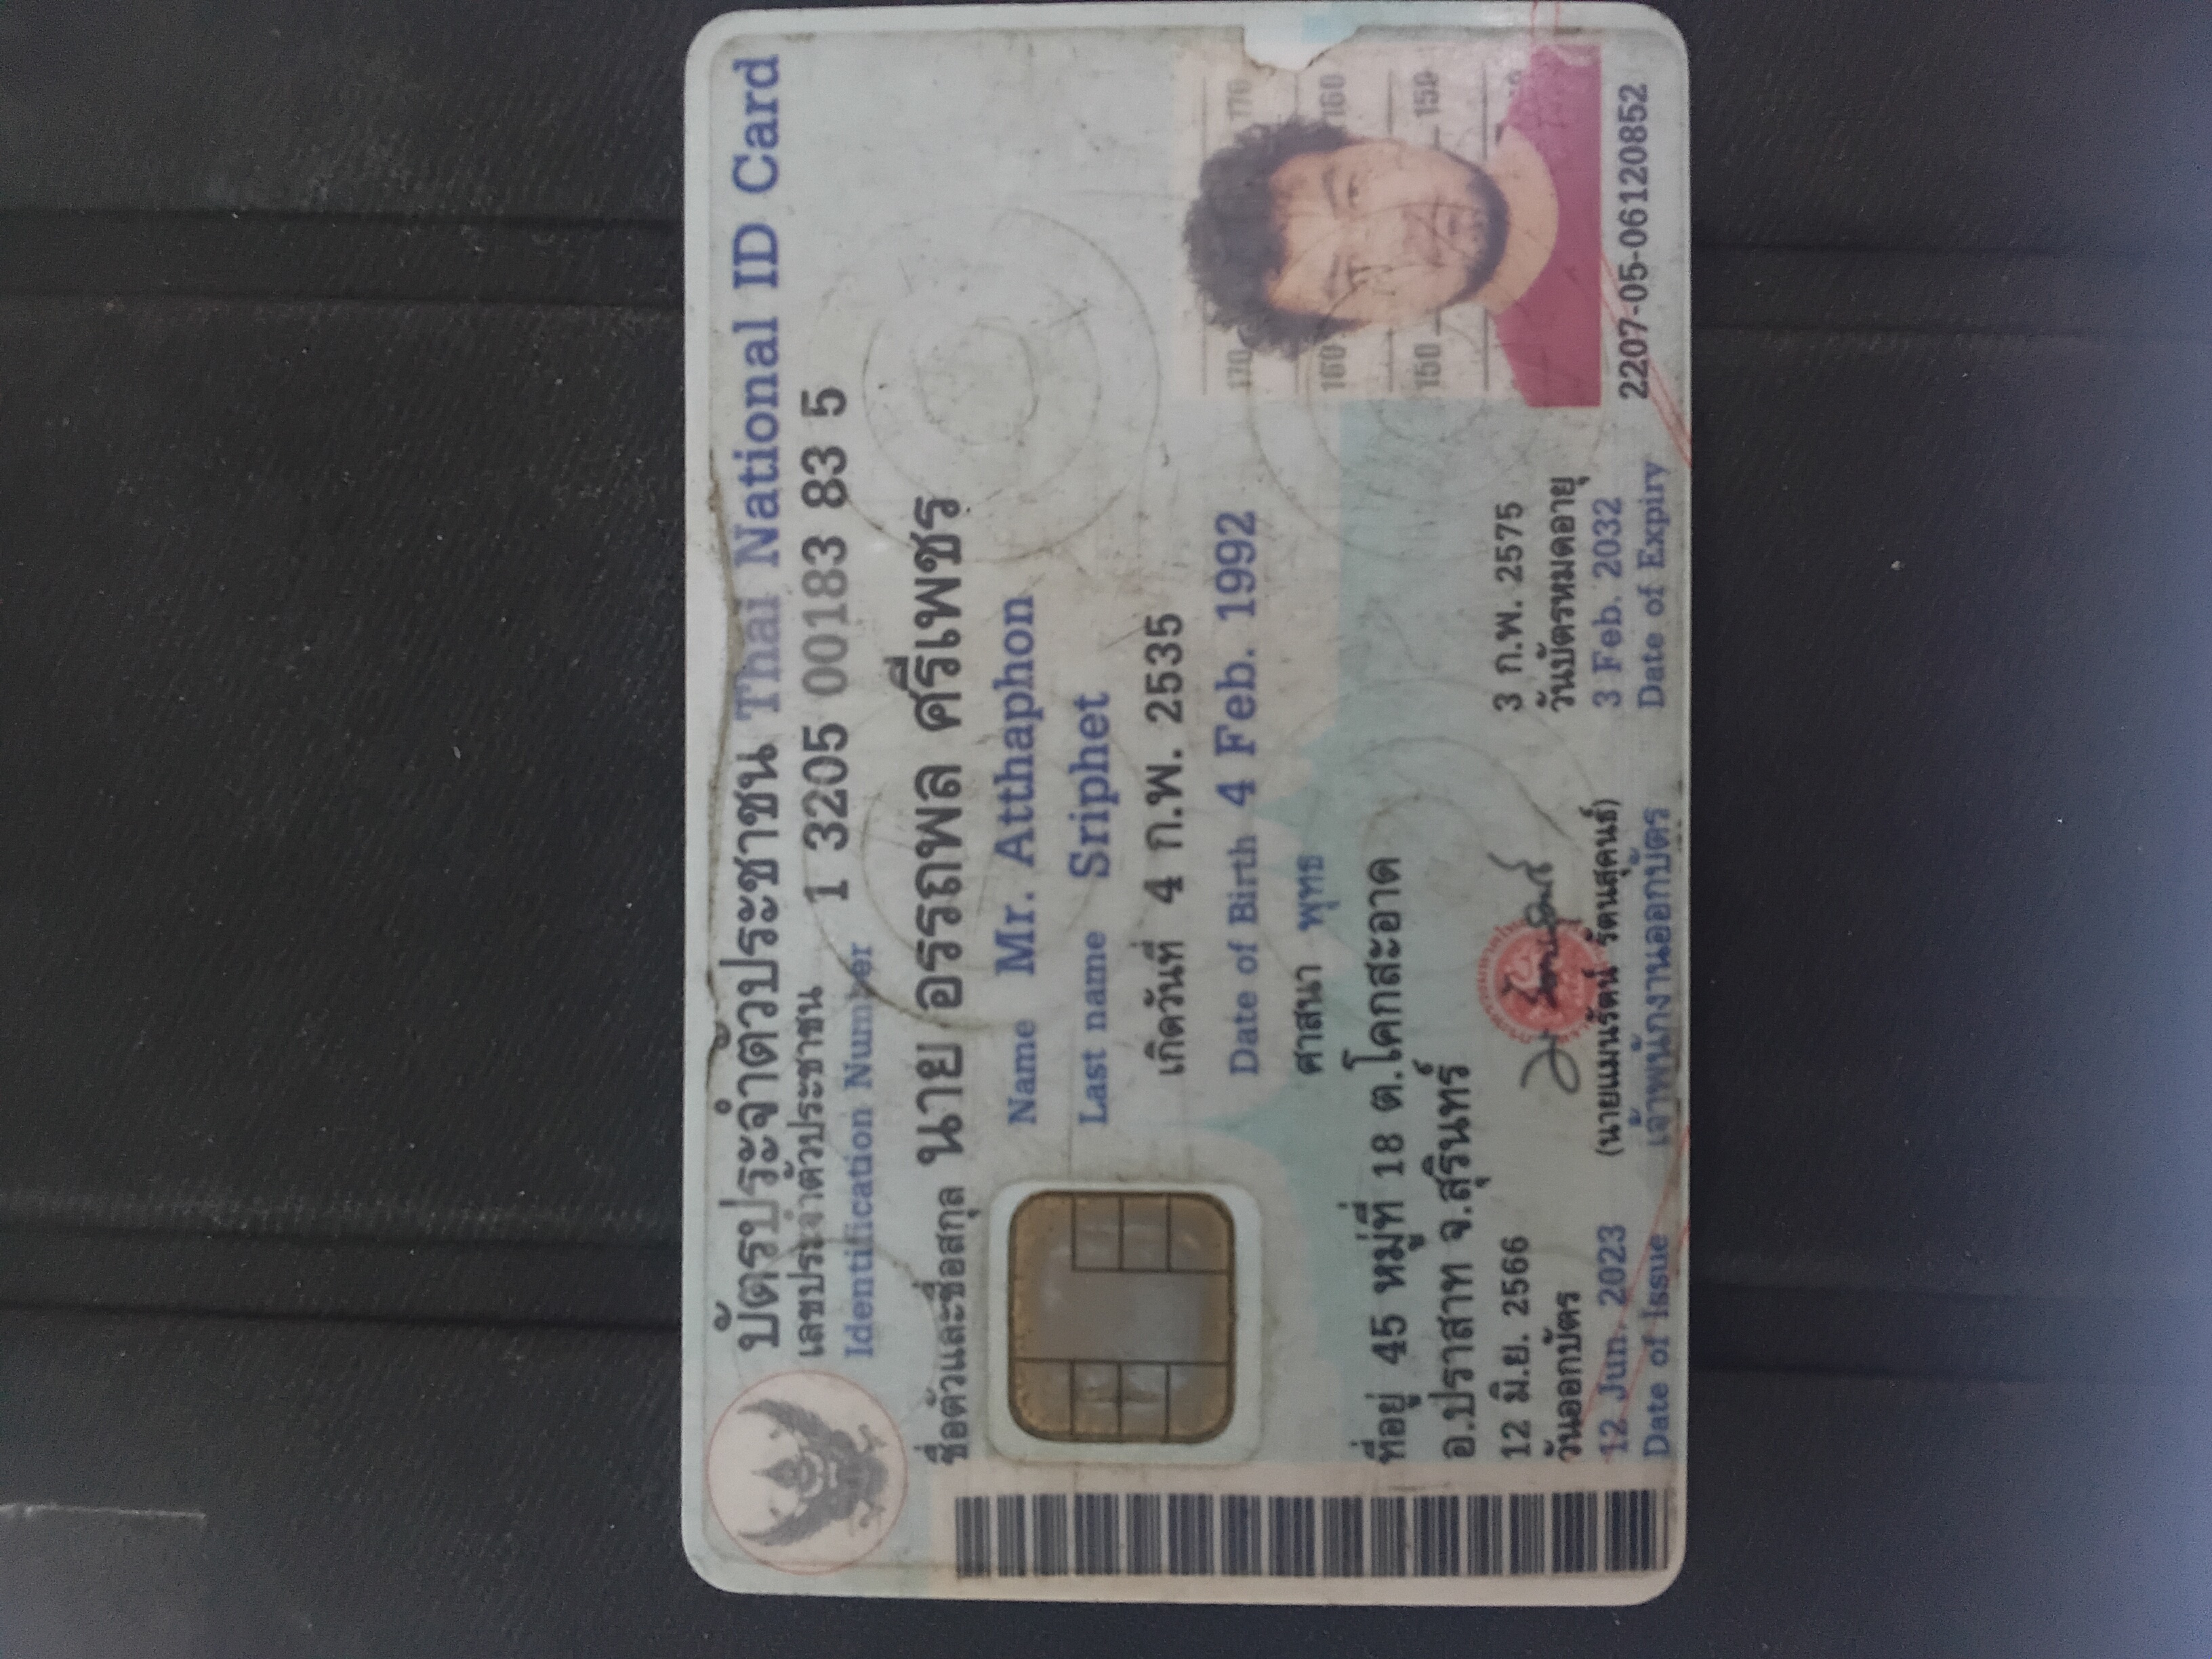 บัตรประจำตัวประชาชน Thai National ID Card
เลขประจำตัวประชาชน 1 3205 00183 83 5
Identification Number
ชื่อตัวและชื่อสกุล นาย อรรถพล ศรีเพชร
Name Mr. Atthaphon
Last name Sriphet
เกิดวันที่ 4 ก.พ. 2535
Date of Birth 4 Feb. 1992
ศาสนา พุทธ
ที่อยู่ 45 หมู่ที่ 18 ต.โคกสะอาด
อ.ปราสาท จ.สุรินทร์
12 มิ.ย. 2566
วันออกบัตร
12 Jun. 2023
Date of Issue
(นายแมนรัตน์ รัตนสุคนธ์)
เจ้าพนักงานออกบัตร
3 ก.พ. 2575
วันบัตรหมดอายุ
3 Feb. 2032
Date of Expiry
170 170
160 160
150 150
2207-05-06120852